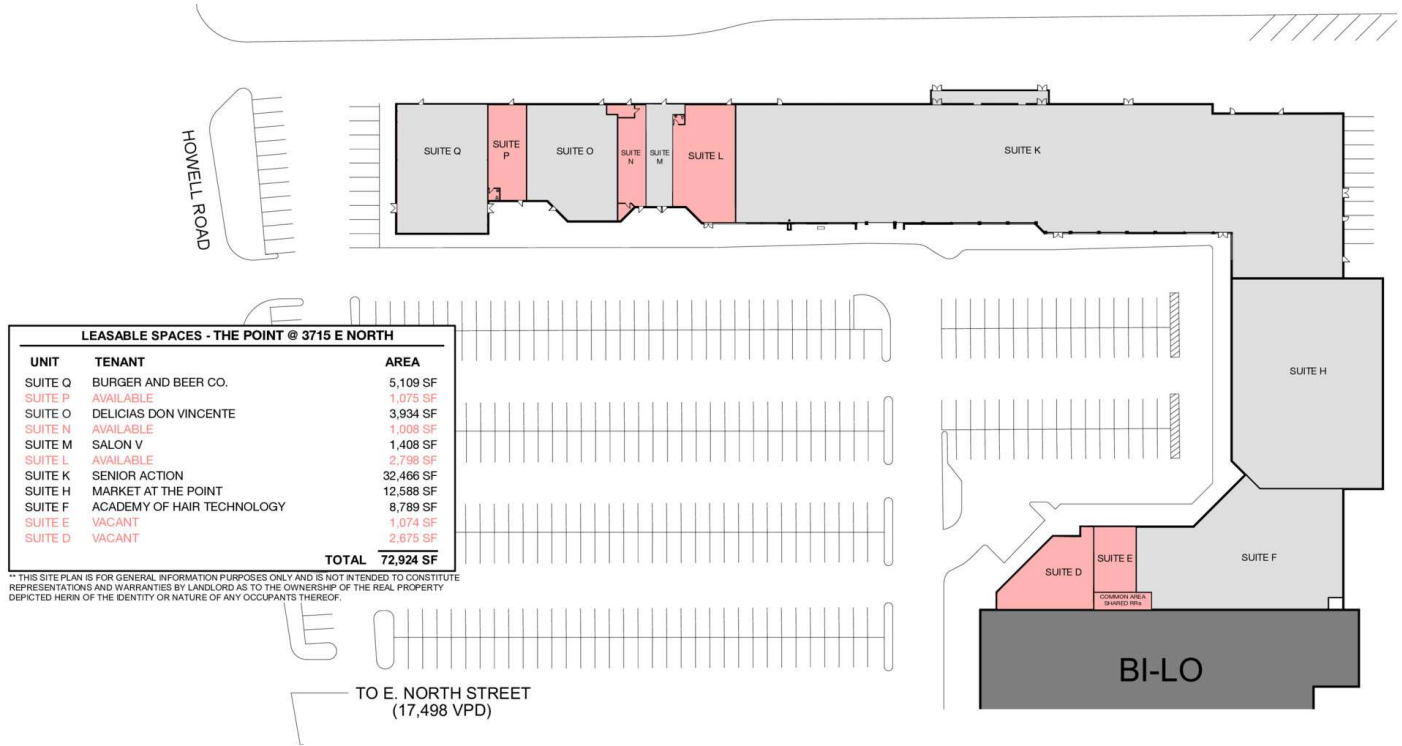 HOWELL ROAD
SUITE Q
SUITE
P
SUITE O
SUITE
N
SUITE
M
SUITE L
SUITE K
SUITE H
SUITE F
SUITE E
SUITE D
COMMON AREA
SHARED RRs
BI-LO
LEASABLE SPACES - THE POINT @ 3715 E NORTH
UNIT TENANT AREA
SUITE Q BURGER AND BEER CO. 5,109 SF
SUITE P AVAILABLE 1,075 SF
SUITE O DELICIAS DON VINCENTE 3,934 SF
SUITE N AVAILABLE 1,008 SF
SUITE M SALON V 1,408 SF
SUITE L AVAILABLE 2,798 SF
SUITE K SENIOR ACTION 32,466 SF
SUITE H MARKET AT THE POINT 12,588 SF
SUITE F ACADEMY OF HAIR TECHNOLOGY 8,789 SF
SUITE E VACANT 1,074 SF
SUITE D VACANT 2,675 SF
TOTAL 72,924 SF
** THIS SITE PLAN IS FOR GENERAL INFORMATION PURPOSES ONLY AND IS NOT INTENDED TO CONSTITUTE
REPRESENTATIONS AND WARRANTIES BY LANDLORD AS TO THE OWNERSHIP OF THE REAL PROPERTY
DEPICTED HERIN OF THE IDENTITY OR NATURE OF ANY OCCUPANTS THEREOF.
TO E. NORTH STREET
(17,498 VPD)